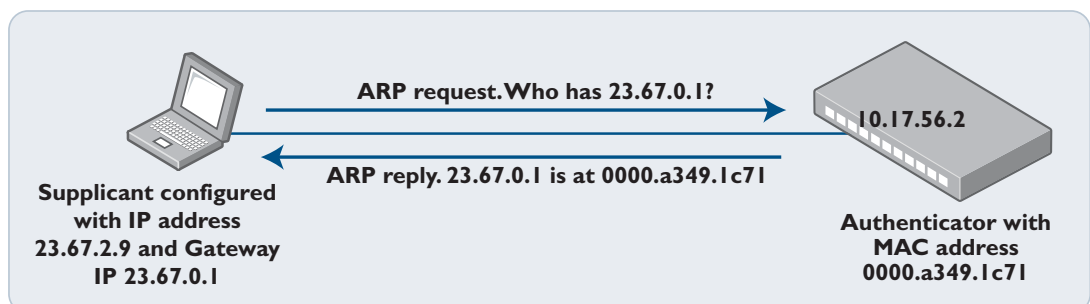 ARP request. Who has 23.67.0.1?
10.17.56.2
ARP reply. 23.67.0.1 is at 0000.a349.1c71
Supplicant configured
with IP address
23.67.2.9 and Gateway
IP 23.67.0.1
Authenticator with
MAC address
0000.a349.1c71